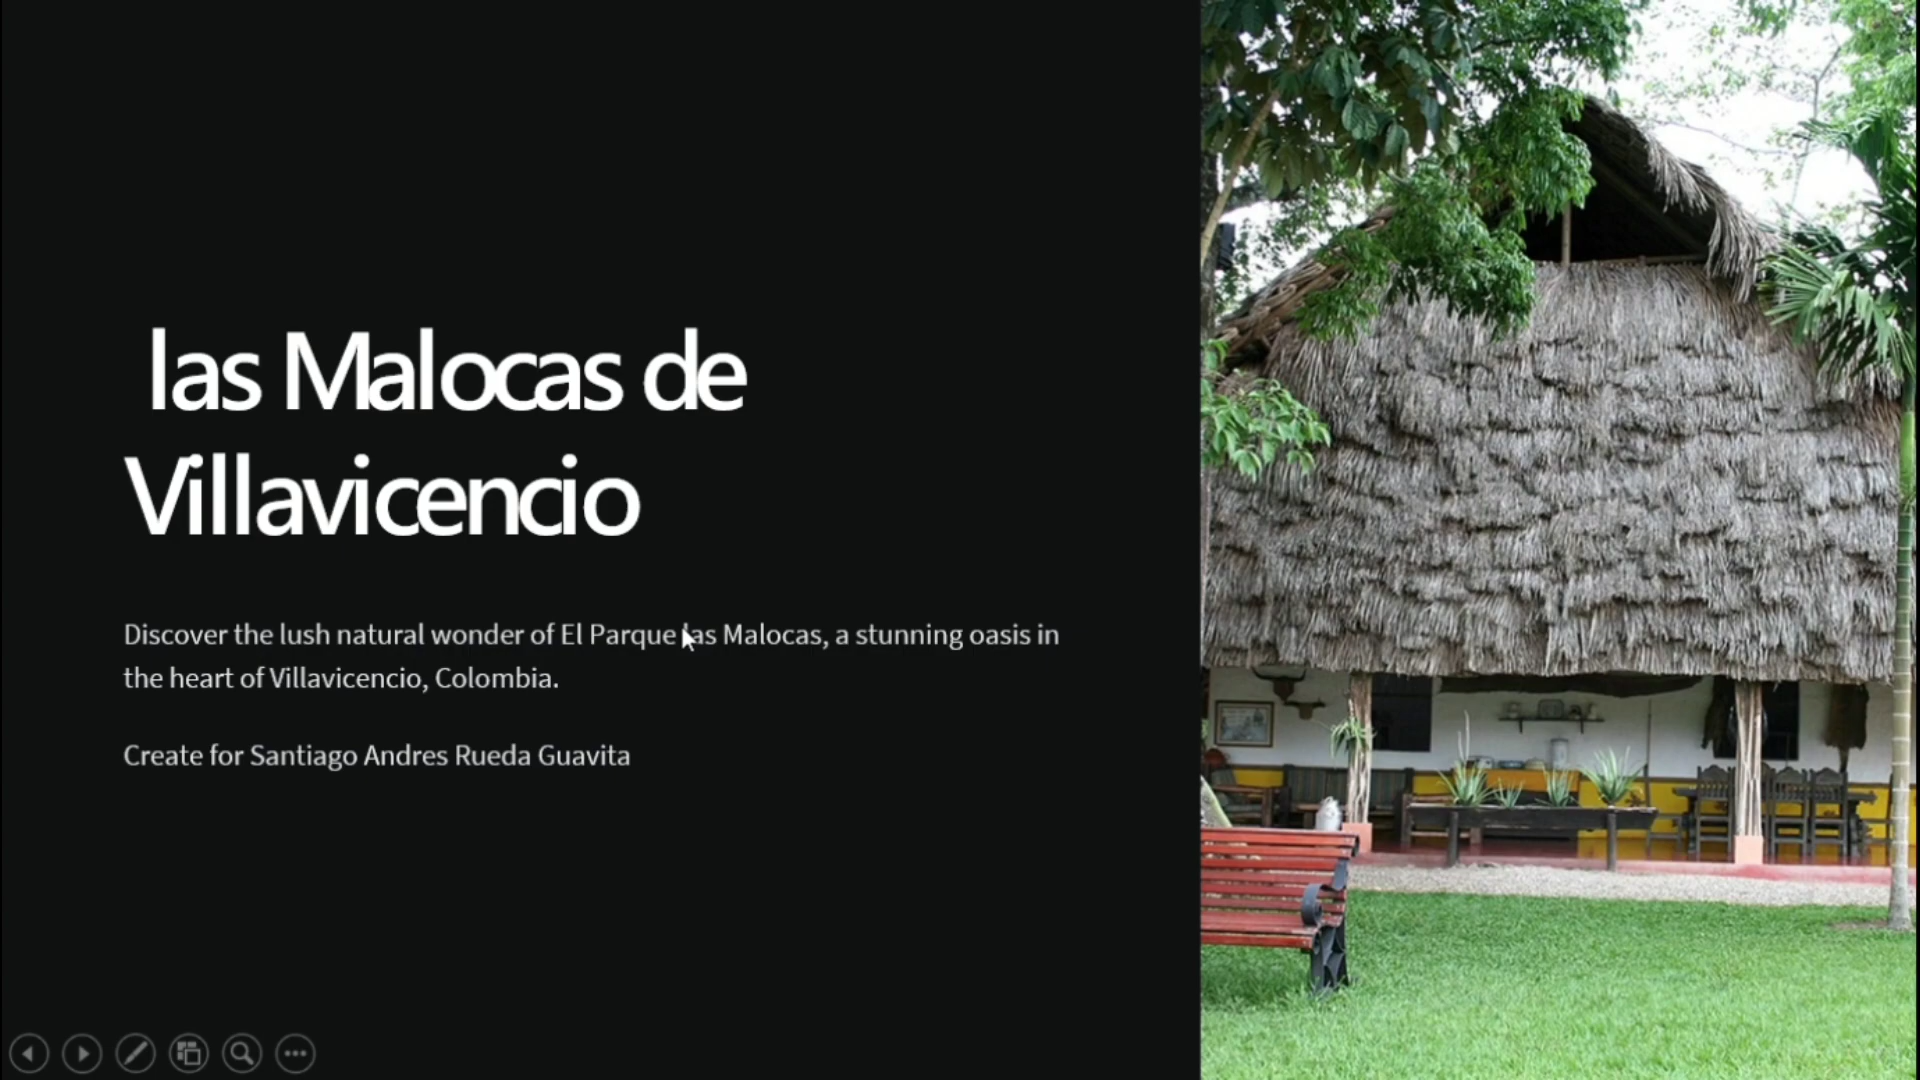 las Malocas de
Villavicencio
Discover the lush natural wonder of El Parque las Malocas, a stunning oasis in
the heart of Villavicencio, Colombia.
Create for Santiago Andres Rueda Guavita